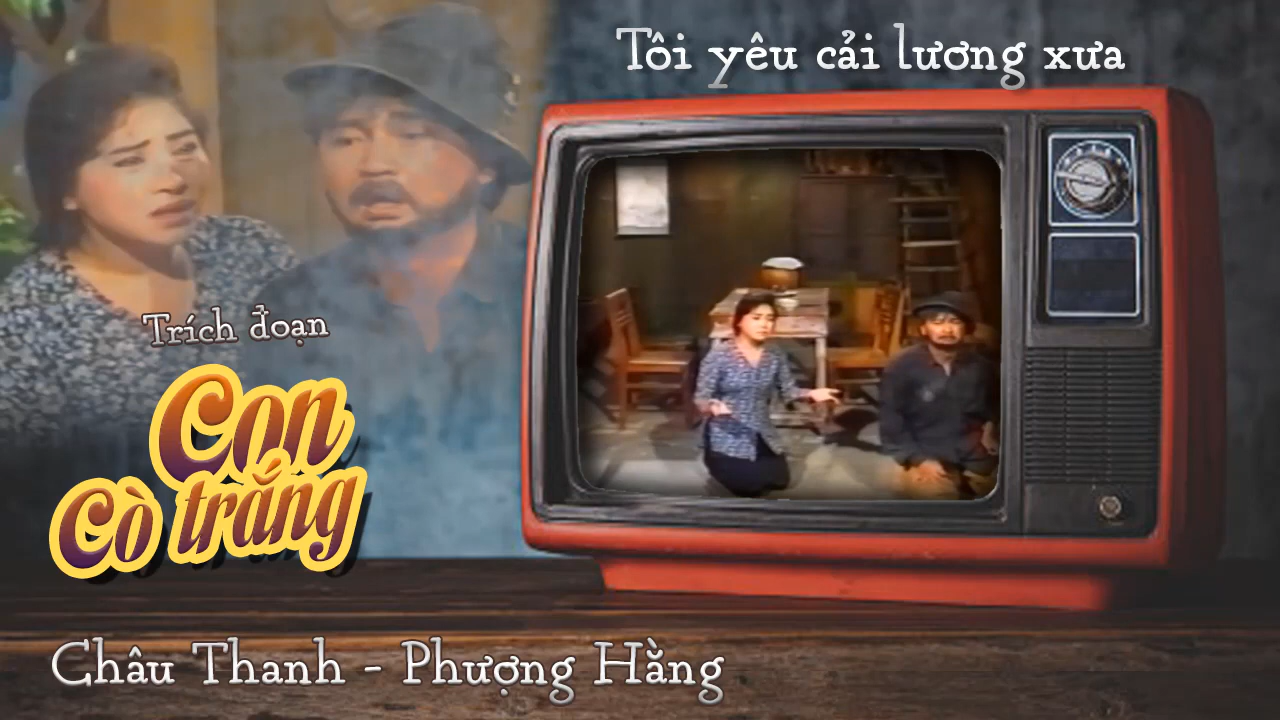 Tôi yêu cải lương xưa
Trích đoạn
Con
Cò trắng
Châu Thanh - Phượng Hằng